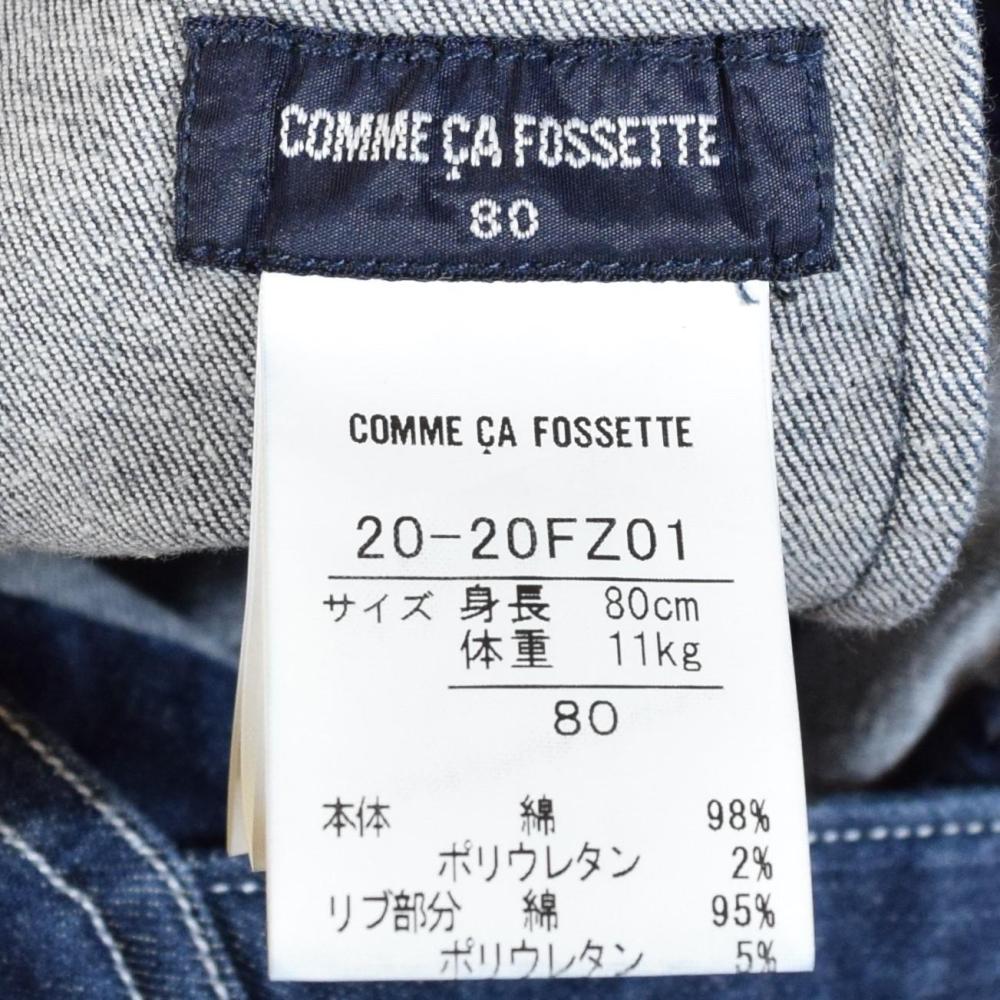 COMME ÇA FOSSETTE
80
COMME ÇA FOSSETTE
20-20FZ01
サイズ 身長 80cm
体重 11kg
80
本体 綿 98%
ポリウレタン 2%
リブ部分 綿 95%
ポリウレタン 5%